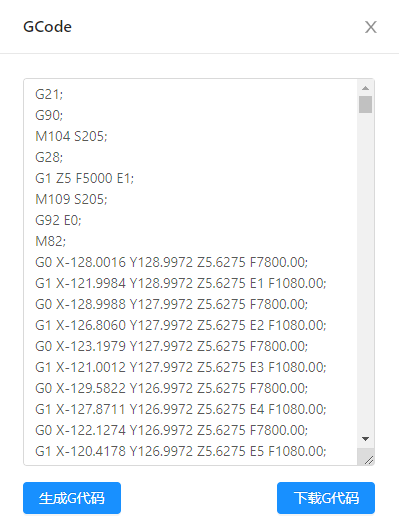 GCode
G21;
G90;
M104 S205;
G28;
G1 Z5 F5000 E1;
M109 S205;
G92 E0;
M82;
G0 X-128.0016 Y128.9972 Z5.6275 F7800.00;
G1 X-121.9984 Y128.9972 Z5.6275 E1 F1080.00;
G0 X-128.9988 Y127.9972 Z5.6275 F7800.00;
G1 X-126.8060 Y127.9972 Z5.6275 E2 F1080.00;
G0 X-123.1979 Y127.9972 Z5.6275 F7800.00;
G1 X-121.0012 Y127.9972 Z5.6275 E3 F1080.00;
G0 X-129.5822 Y126.9972 Z5.6275 F7800.00;
G1 X-127.8711 Y126.9972 Z5.6275 E4 F1080.00;
G0 X-122.1274 Y126.9972 Z5.6275 F7800.00;
G1 X-120.4178 Y126.9972 Z5.6275 E5 F1080.00;
生成G代码
下载G代码